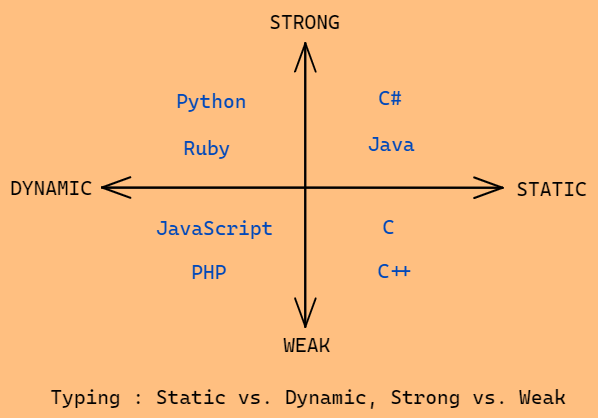 STRONG
Python
C#
Ruby
Java
DYNAMIC
STATIC
JavaScript
C
PHP
C++
WEAK
Typing : Static vs. Dynamic, Strong vs. Weak